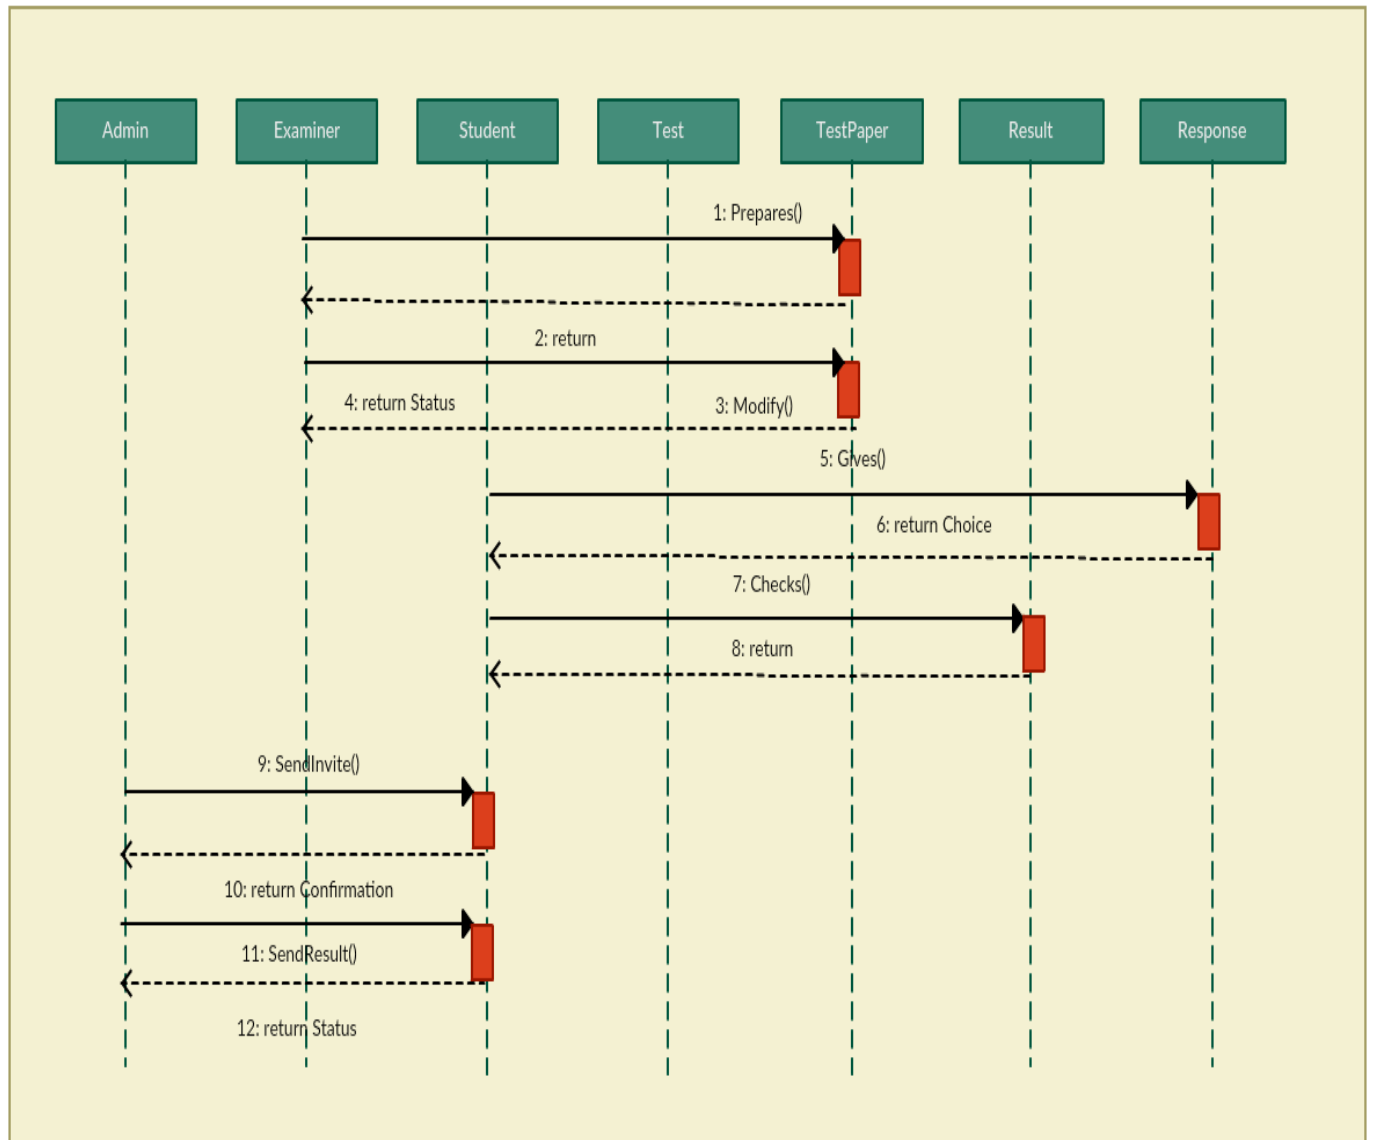 Admin
Examiner
Student
Test
TestPaper
Result
Response
1: Prepares()
2: return
4: return Status
3: Modify()
5: Gives()
6: return Choice
7: Checks()
8: return
9: SendInvite()
10: return Confirmation
11: SendResult()
12: return Status